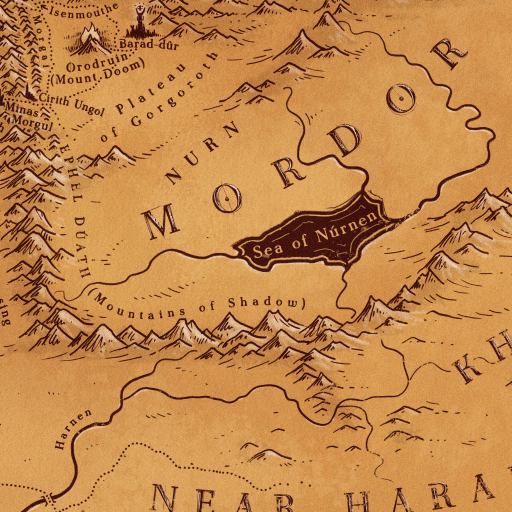 Isenmouthe
Barad-dûr
Orodruin
(Mount Doom)
Morgai
Plateau
of Gorgoroth
Cirith Ungol
Minas
Morgul
NURN
MORDOR
EPHEL DÚATH
Sea of Núrnen
(Mountains of Shadow)
KH
Harnen
NEAR HARA